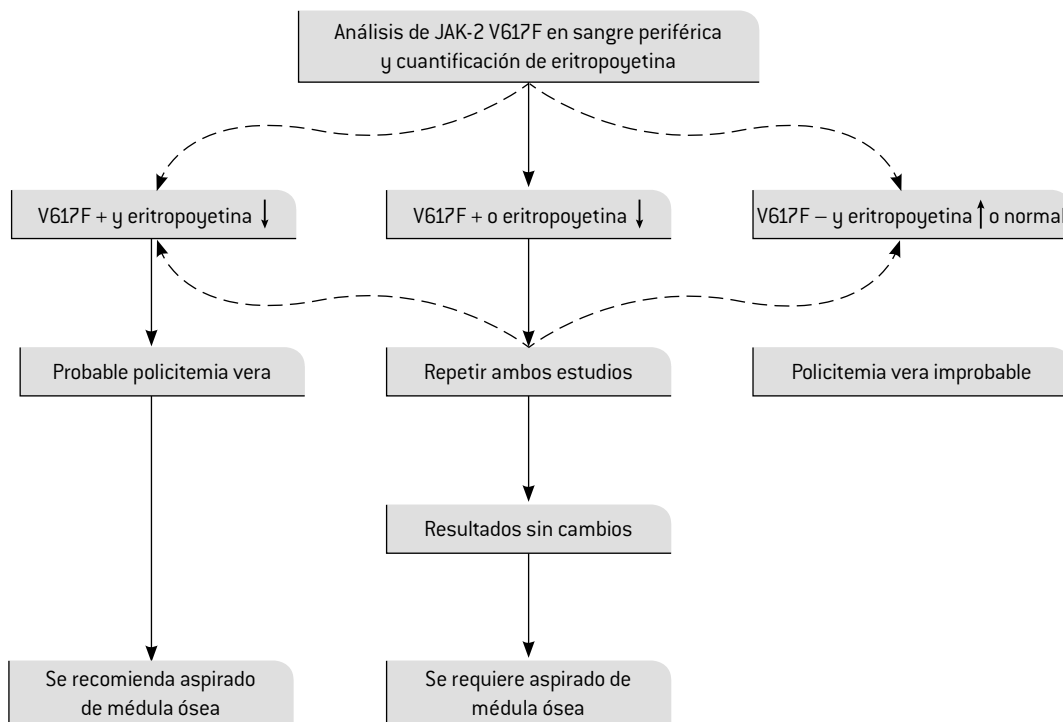 Análisis de JAK-2 V617F en sangre periférica
y cuantificación de eritropoyetina
V617F + y eritropoyetina ↓
V617F + o eritropoyetina ↓
V617F – y eritropoyetina ↑ o normal
Probable policitemia vera
Repetir ambos estudios
Policitemia vera improbable
Resultados sin cambios
Se recomienda aspirado
de médula ósea
Se requiere aspirado de
médula ósea